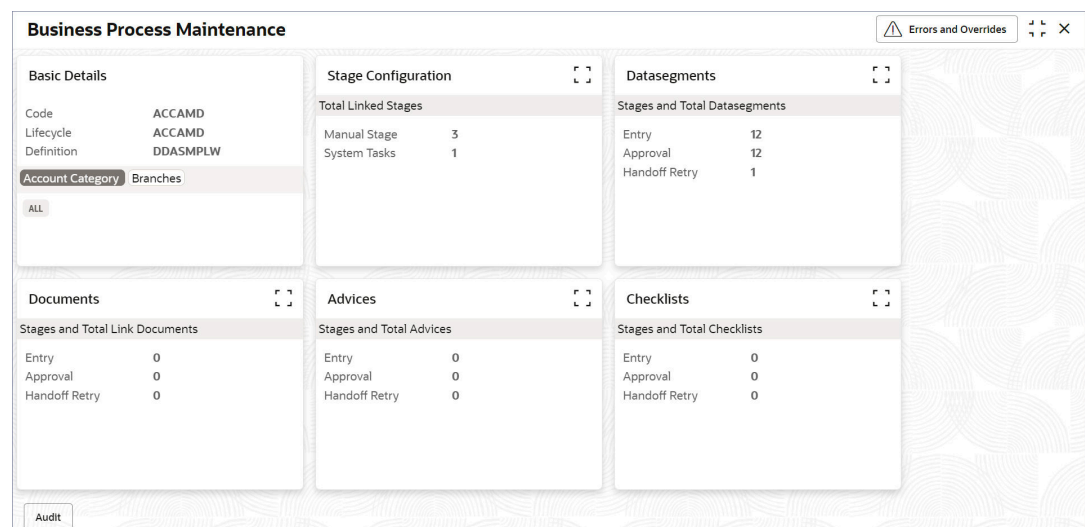 Business Process Maintenance
Errors and Overrides
Basic Details
Code ACCAMD
Lifecycle ACCAMD
Definition DDASMPLW
Account Category Branches
ALL
Stage Configuration
Total Linked Stages
Manual Stage 3
System Tasks 1
Datasegments
Stages and Total Datasegments
Entry 12
Approval 12
Handoff Retry 1
Documents
Stages and Total Link Documents
Entry 0
Approval 0
Handoff Retry 0
Advices
Stages and Total Advices
Entry 0
Approval 0
Handoff Retry 0
Checklists
Stages and Total Checklists
Entry 0
Approval 0
Handoff Retry 0
Audit